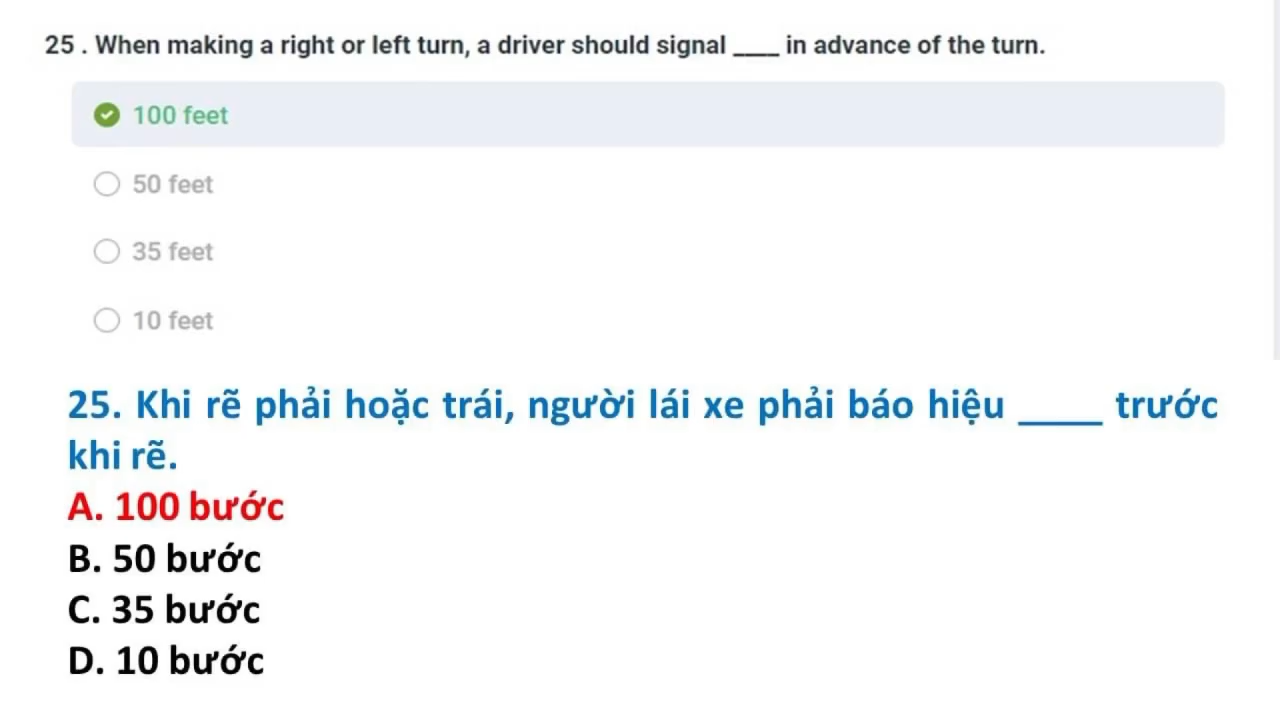 25 . When making a right or left turn, a driver should signal ____ in advance of the turn.
100 feet
50 feet
35 feet
10 feet
25. Khi rẽ phải hoặc trái, người lái xe phải báo hiệu ____ trước
khi rẽ.
A. 100 bước
B. 50 bước
C. 35 bước
D. 10 bước